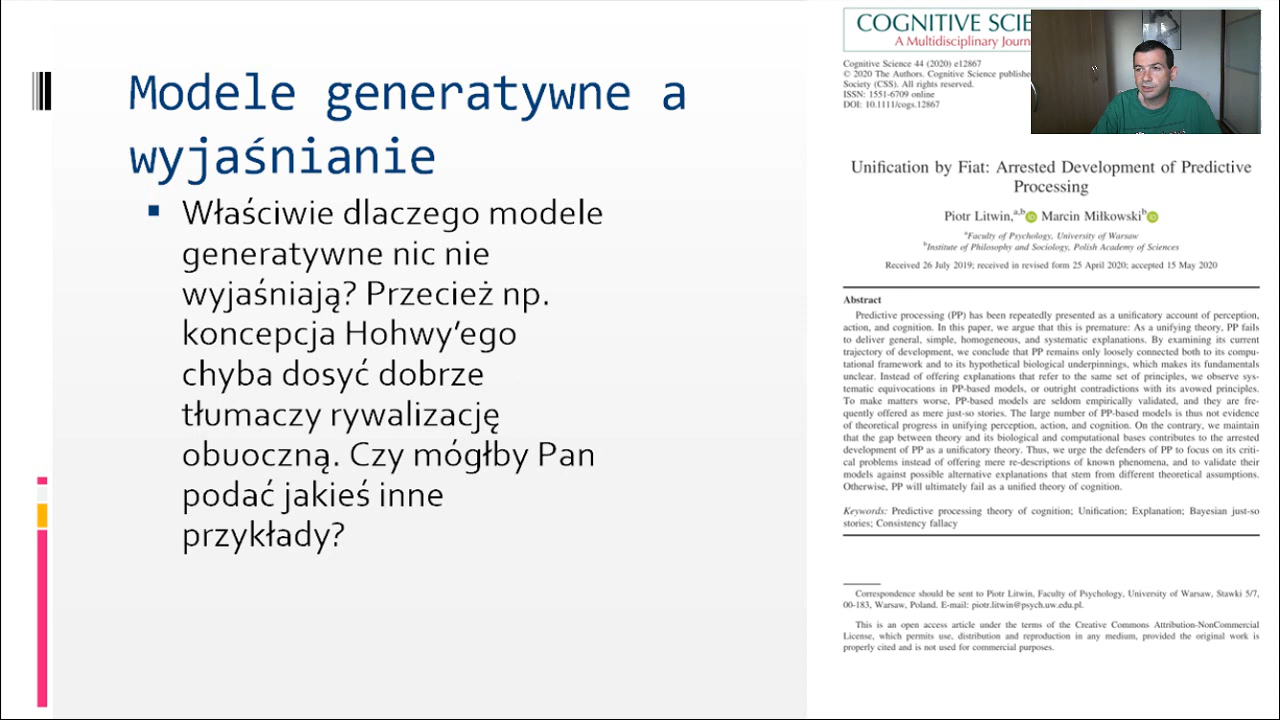 Modele generatywne a
wyjaśnianie
Właściwie dlaczego modele
generatywne nic nie
wyjaśniają? Przecież np.
koncepcja Hohwy’ego
chyba dosyć dobrze
tłumaczy rywalizację
obuoczną. Czy mógłby Pan
podać jakieś inne
przykłady?
COGNITIVE SCIE
A Multidisciplinary Journ
Cognitive Science 44 (2020) e12867
© 2020 The Authors. Cognitive Science publishe
Society (CSS). All rights reserved.
ISSN: 1551-6709 online
DOI: 10.1111/cogs.12867
Unification by Fiat: Arrested Development of Predictive
Processing
Piotr Litwin,a,b Marcin Miłkowskib
aFaculty of Psychology, University of Warsaw
bInstitute of Philosophy and Sociology, Polish Academy of Sciences
Received 26 July 2019; received in revised form 25 April 2020; accepted 15 May 2020
Abstract
Predictive processing (PP) has been repeatedly presented as a unificatory account of perception,
action, and cognition. In this paper, we argue that this is premature: As a unifying theory, PP fails
to deliver general, simple, homogeneous, and systematic explanations. By examining its current
trajectory of development, we conclude that PP remains only loosely connected both to its compu-
tational framework and to its hypothetical biological underpinnings, which makes its fundamentals
unclear. Instead of offering explanations that refer to the same set of principles, we observe sys-
tematic equivocations in PP-based models, or outright contradictions with its avowed principles.
To make matters worse, PP-based models are seldom empirically validated, and they are fre-
quently offered as mere just-so stories. The large number of PP-based models is thus not evidence
of theoretical progress in unifying perception, action, and cognition. On the contrary, we maintain
that the gap between theory and its biological and computational bases contributes to the arrested
development of PP as a unificatory theory. Thus, we urge the defenders of PP to focus on its criti-
cal problems instead of offering mere re-descriptions of known phenomena, and to validate their
models against possible alternative explanations that stem from different theoretical assumptions.
Otherwise, PP will ultimately fail as a unified theory of cognition.
Keywords: Predictive processing theory of cognition; Unification; Explanation; Bayesian just-so
stories; Consistency fallacy
Correspondence should be sent to Piotr Litwin, Faculty of Psychology, University of Warsaw, Stawki 5/7,
00-183, Warsaw, Poland. E-mail: piotr.litwin@psych.uw.edu.pl.
This is an open access article under the terms of the Creative Commons Attribution-NonCommercial
License, which permits use, distribution and reproduction in any medium, provided the original work is
properly cited and is not used for commercial purposes.